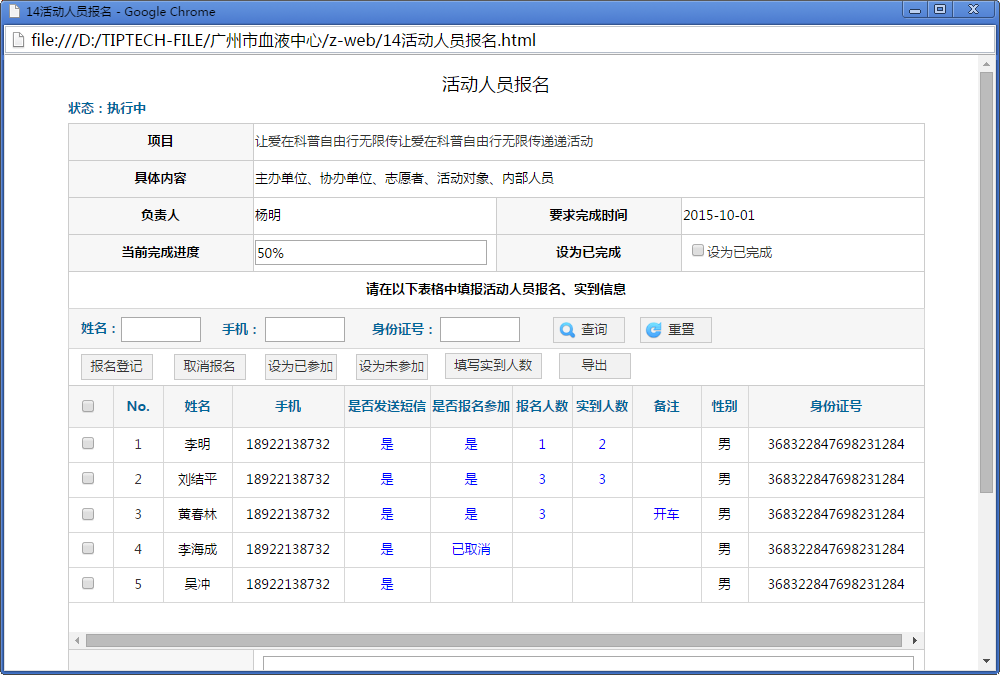 14活动人员报名 - Google Chrome
file:///D:/TIPTECH-FILE/广州市血液中心/z-web/14活动人员报名.html
活动人员报名
状态：执行中
项目 让爱在科普自由行无限传让爱在科普自由行无限传递递活动
具体内容 主办单位、协办单位、志愿者、活动对象、内部人员
负责人 杨明 要求完成时间 2015-10-01
当前完成进度 50% 设为已完成 设为已完成
请在以下表格中填报活动人员报名、实到信息
姓名： 手机： 身份证号： 查询 重置
报名登记 取消报名 设为已参加 设为未参加 填写实到人数 导出
No. 姓名 手机 是否发送短信 是否报名参加 报名人数 实到人数 备注 性别 身份证号
1 李明 18922138732 是 是 1 2 男 368322847698231284
2 刘结平 18922138732 是 是 3 3 男 368322847698231284
3 黄春林 18922138732 是 是 3 开车 男 368322847698231284
4 李海成 18922138732 是 已取消 男 368322847698231284
5 吴冲 18922138732 是 男 368322847698231284